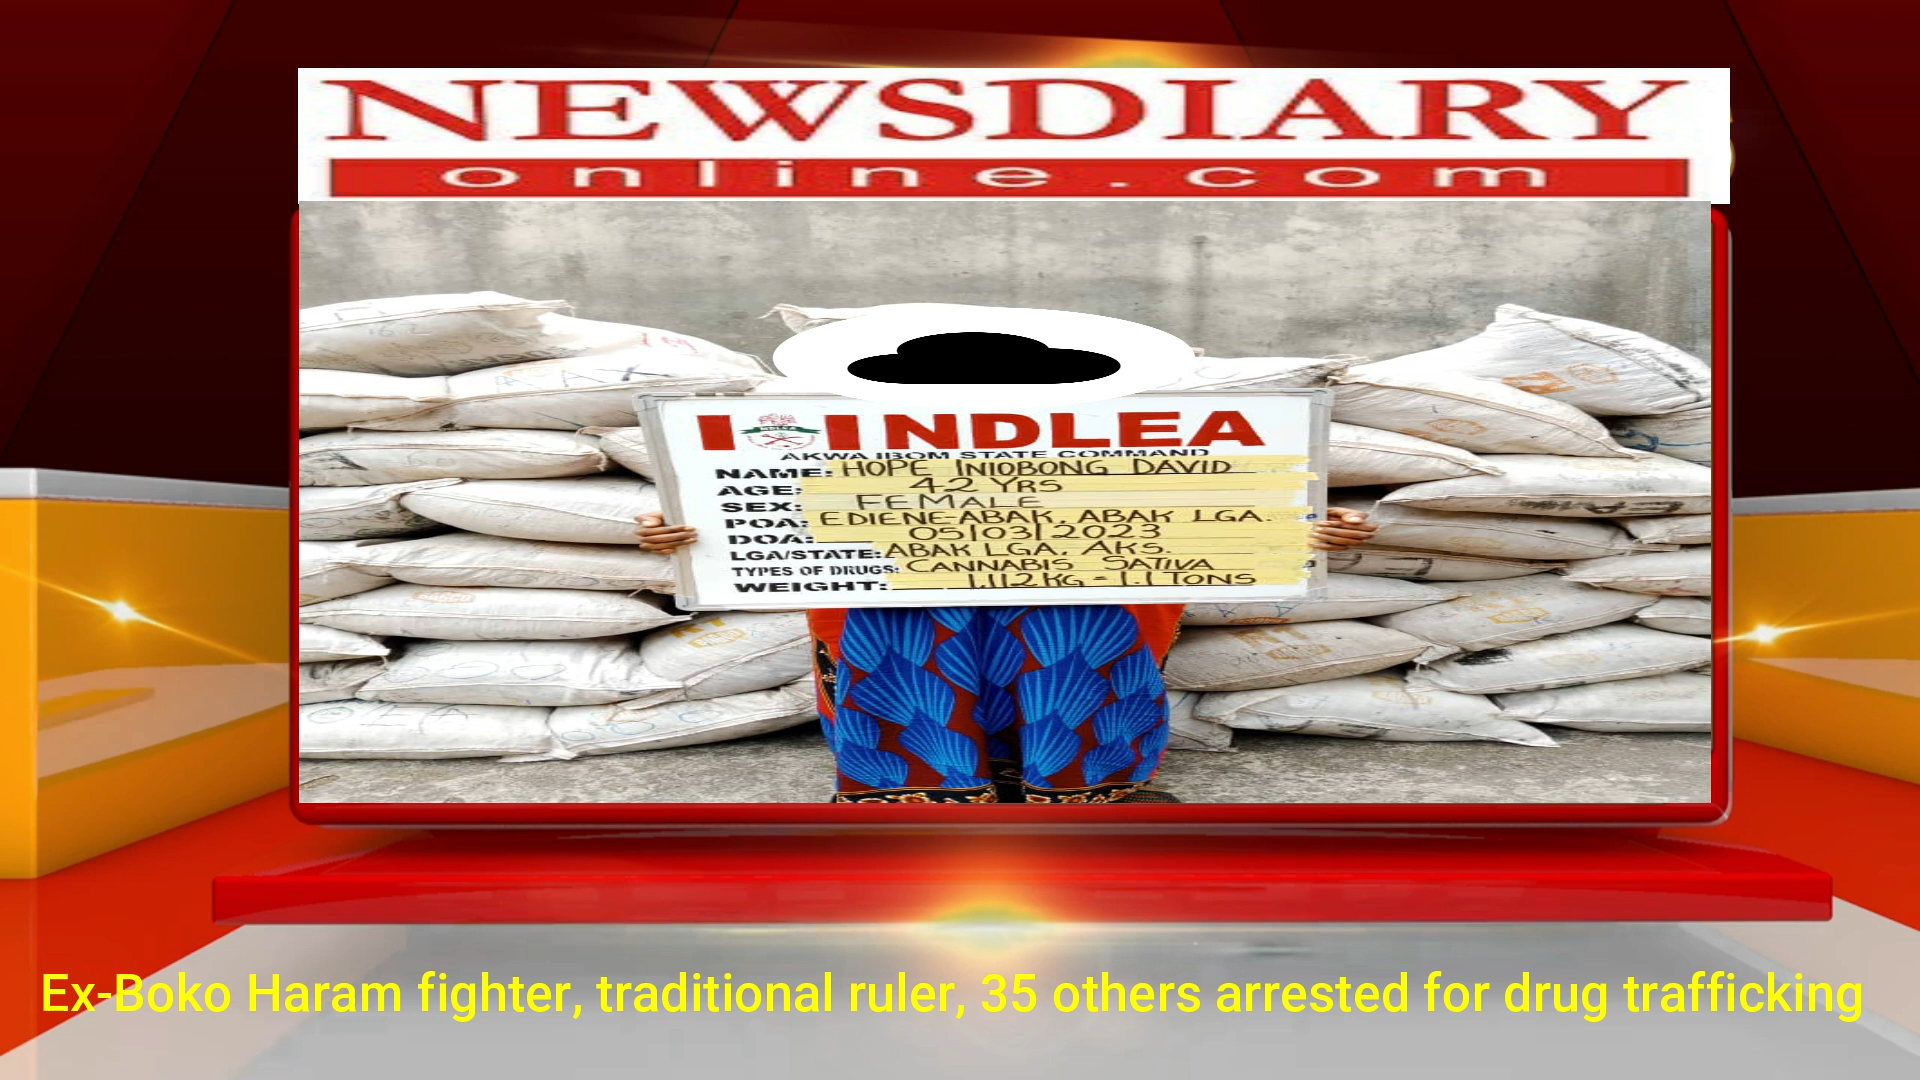 NEWSDIARY
online.com
NDLEA
AKWA IBOM STATE COMMAND
NAME: HOPE INIOBONG DAVID
AGE: 42 YRS
SEX: FEMALE
POA: EDIENE-ABAK, ABAK LGA.
DOA: 05/03/2023
LGA/STATE: ABAK LGA, AKS.
TYPES OF DRUGS: CANNABIS SATIVA
WEIGHT: 1,112KG = 1.1 TONS
Ex-Boko Haram fighter, traditional ruler, 35 others arrested for drug trafficking